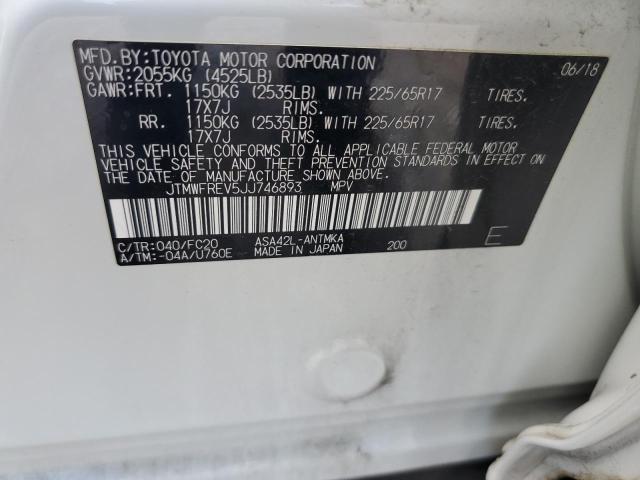 MFD.BY:TOYOTA MOTOR CORPORATION 06/18
GVWR:2055KG (4525LB)
GAWR:FRT. 1150KG (2535LB) WITH 225/65R17 TIRES.
17X7J RIMS.
RR. 1150KG (2535LB) WITH 225/65R17 TIRES.
17X7J RIMS.
THIS VEHICLE CONFORMS TO ALL APPLICABLE FEDERAL MOTOR
VEHICLE SAFETY AND THEFT PREVENTION STANDARDS IN EFFECT ON
THE DATE OF MANUFACTURE SHOWN ABOVE.
JTMWFREV5JJ746893 MPV
C/TR:040/FC20 ASA42L-ANTMKA 200 E
A/TM:-04A/U760E MADE IN JAPAN